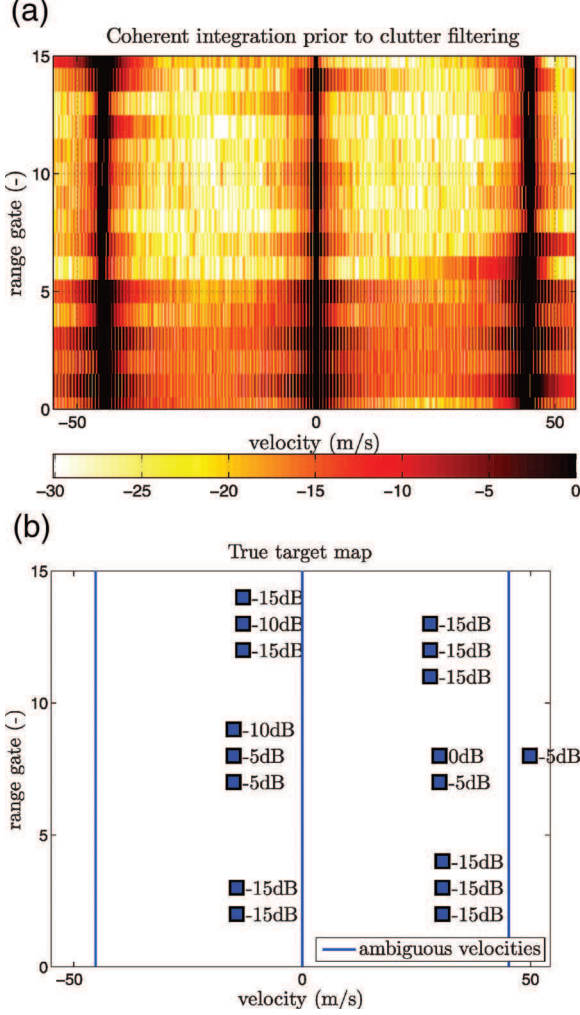 (a)
Coherent integration prior to clutter filtering
15
10
5
0
range gate (-)
−50 0 50
velocity (m/s)
−30 −25 −20 −15 −10 −5 0
(b)
True target map
15
-15dB
-10dB -15dB
-15dB -15dB
-15dB
10
range gate (-)
-10dB
-5dB 0dB -5dB
-5dB -5dB
5
-15dB
-15dB -15dB
-15dB -15dB
ambiguous velocities
0
−50 0 50
velocity (m/s)